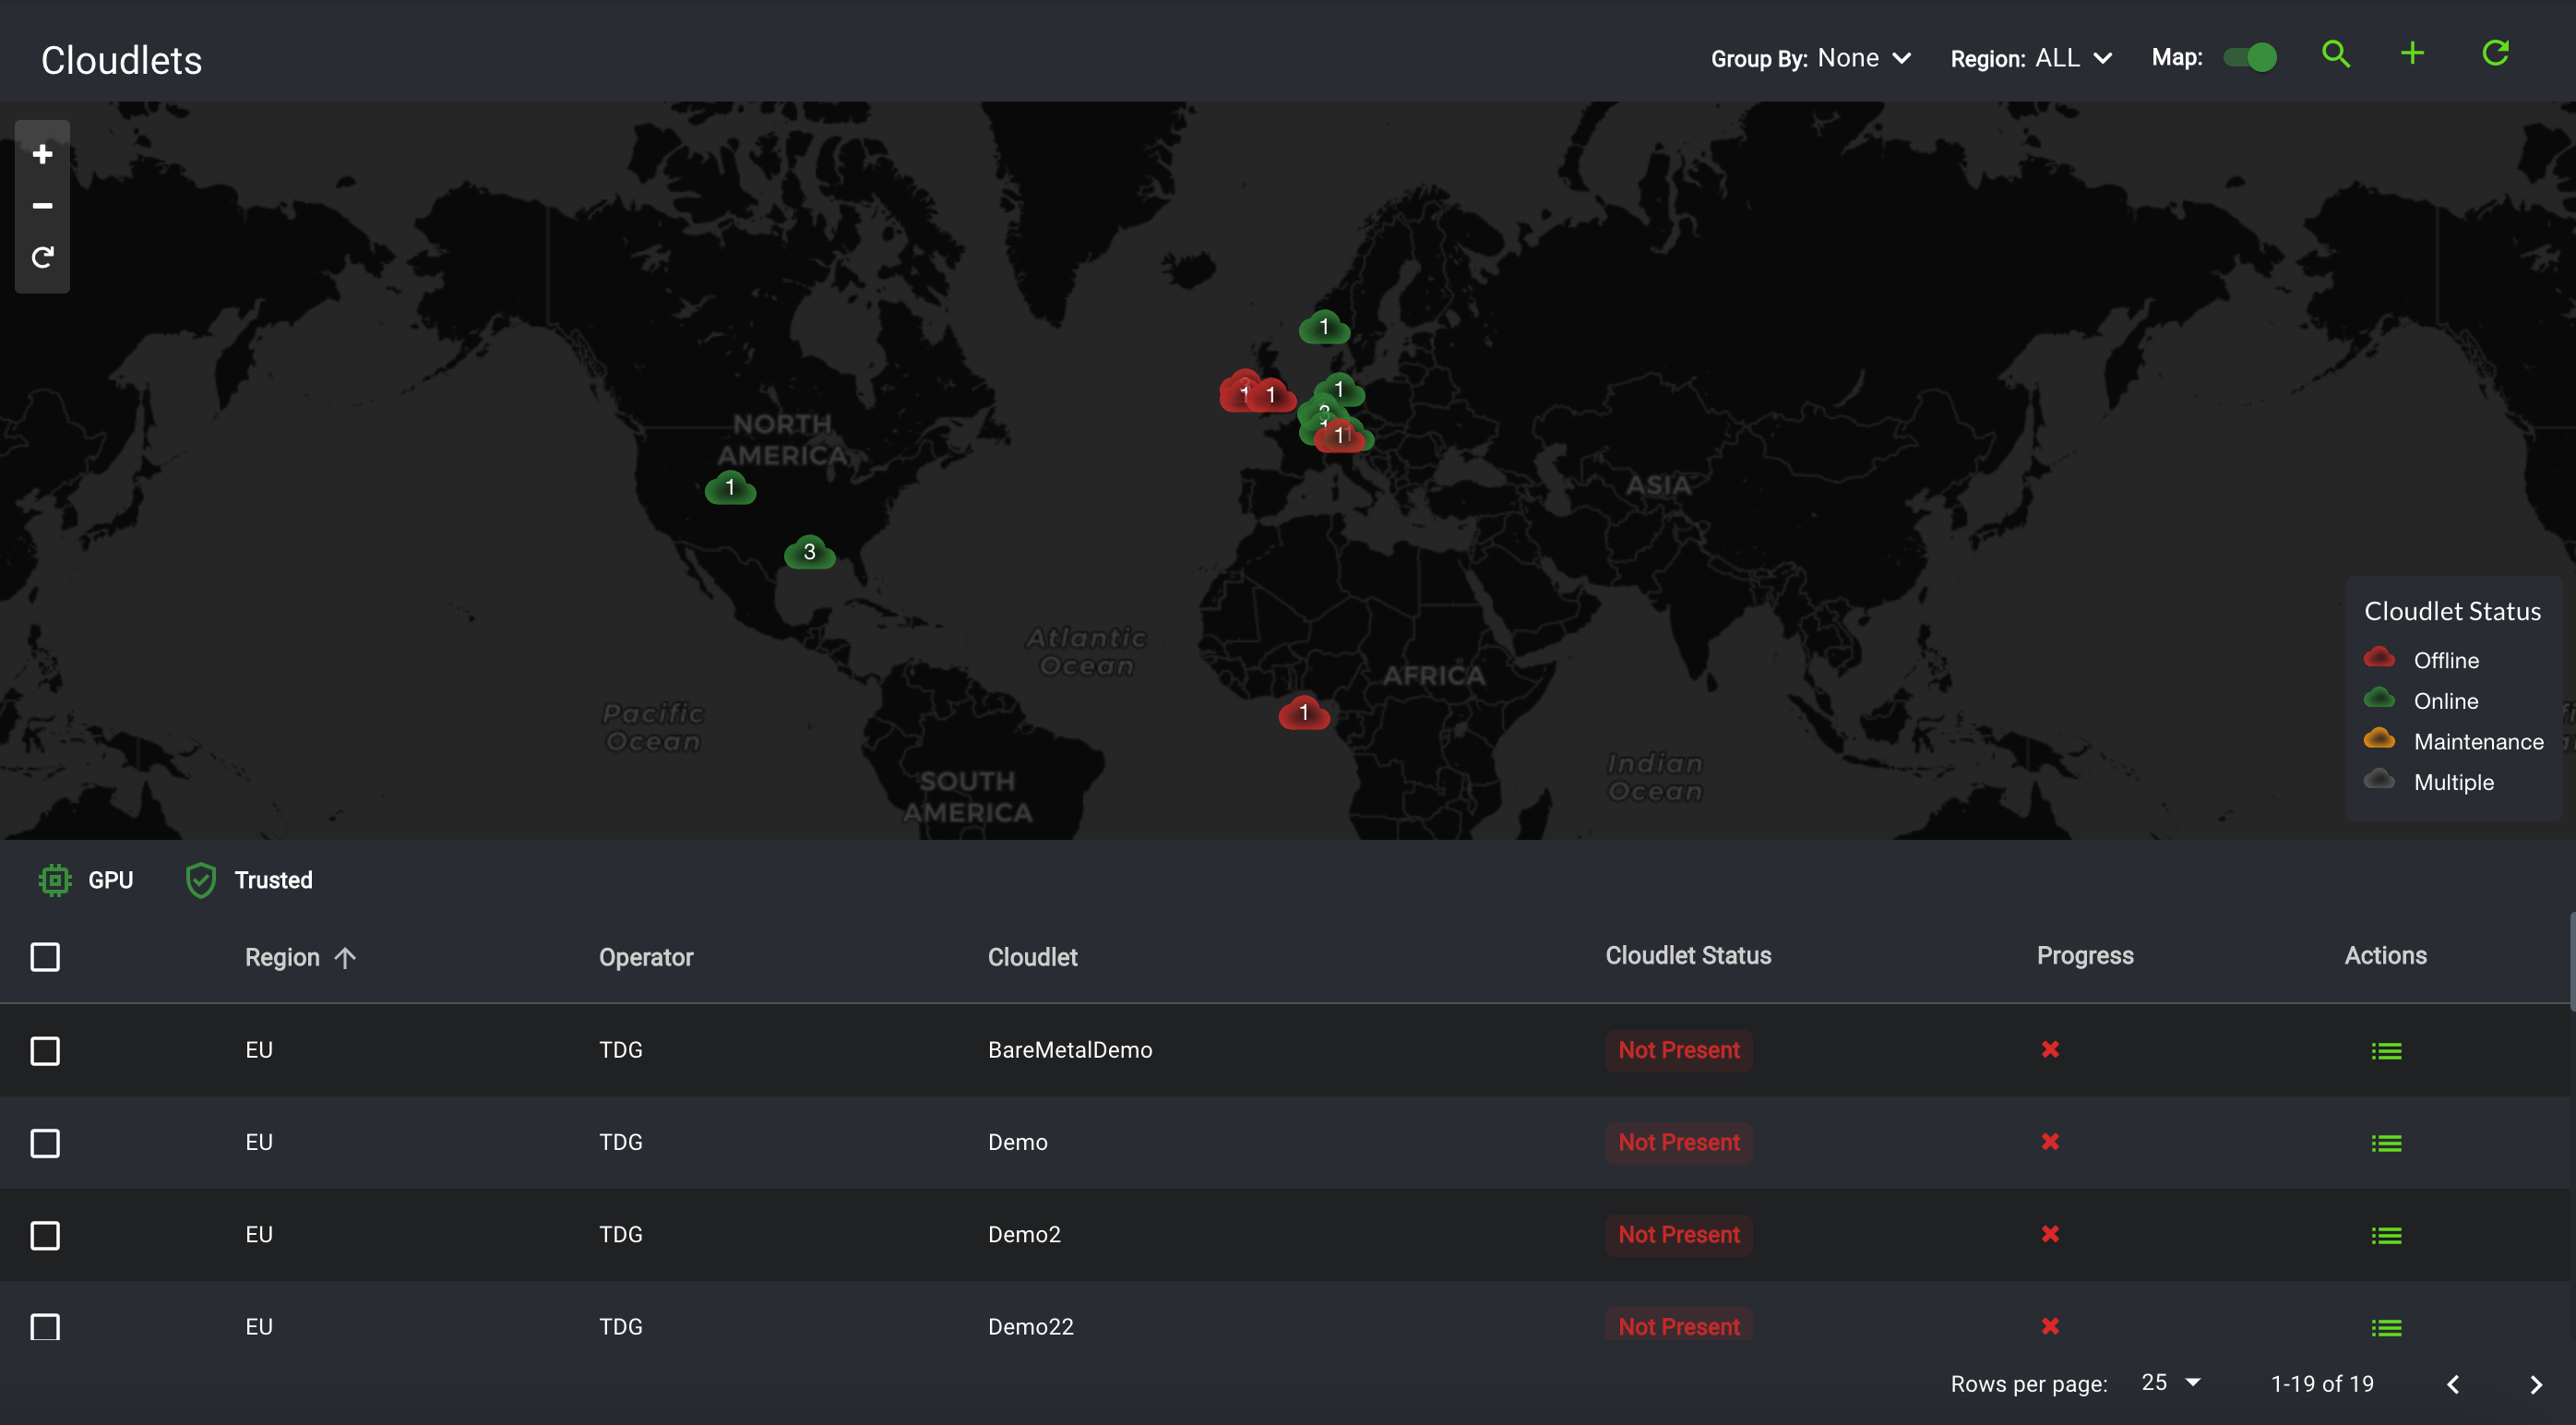 Cloudlets
Group By: None
Region: ALL
Map:
NORTH
AMERICA
ASIA
Atlantic
Ocean
AFRICA
Pacific
Ocean
SOUTH
AMERICA
Indian
Ocean
1
1
1
1
1
1
1
3
1
Cloudlet Status
Offline
Online
Maintenance
Multiple
GPU
Trusted
Region Operator Cloudlet Cloudlet Status Progress Actions
EU TDG BareMetalDemo Not Present
EU TDG Demo Not Present
EU TDG Demo2 Not Present
EU TDG Demo22 Not Present
Rows per page: 25 1-19 of 19